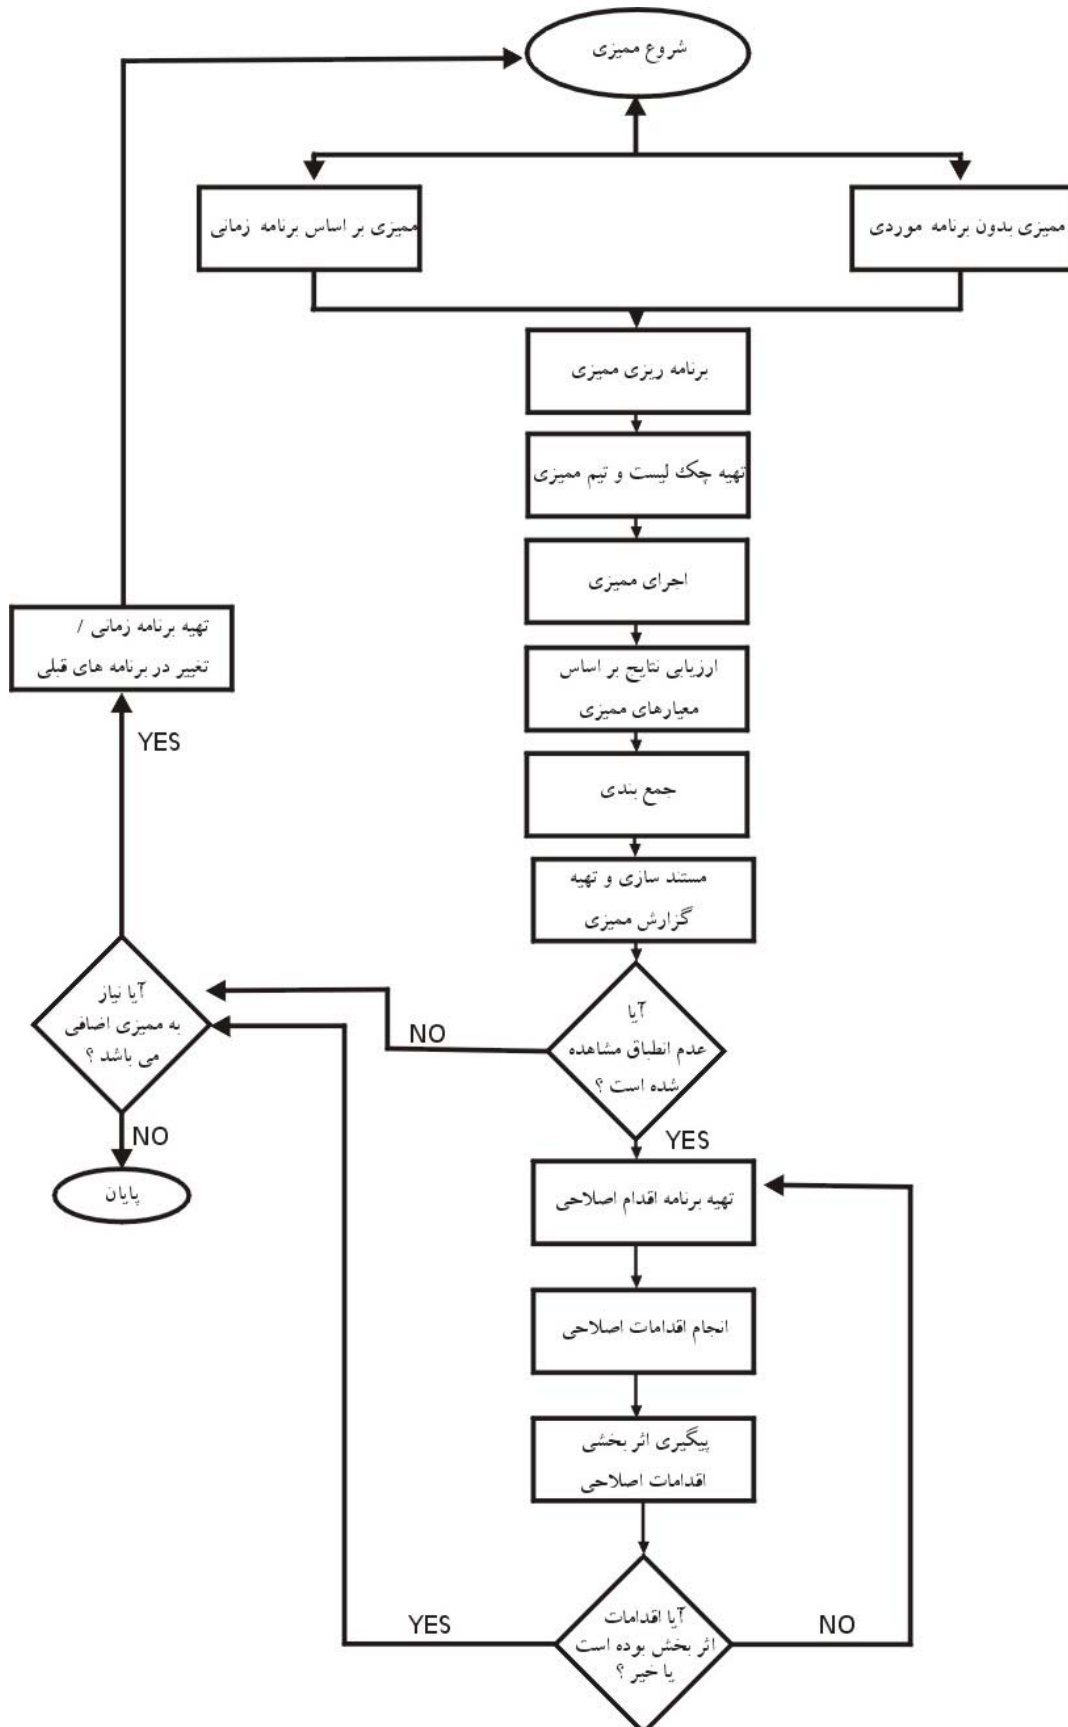 شروع ممیزی
ممیزی بدون برنامه موردی
ممیزی بر اساس برنامه زمانی
برنامه ریزی ممیزی
تهیه چک لیست و تیم ممیزی
اجرای ممیزی
ارزیابی نتایج بر اساس
معیارهای ممیزی
جمع بندی
مستند سازی و تهیه
گزارش ممیزی
آیا
عدم انطباق مشاهده
شده است ؟
NO
YES
تهیه برنامه اقدام اصلاحی
انجام اقدامات اصلاحی
پیگیری اثر بخشی
اقدامات اصلاحی
آیا اقدامات
اثر بخش بوده است
یا خیر ؟
NO
YES
آیا نیاز
به ممیزی اضافی
می باشد ؟
YES
تهیه برنامه زمانی /
تغییر در برنامه های قبلی
NO
پایان